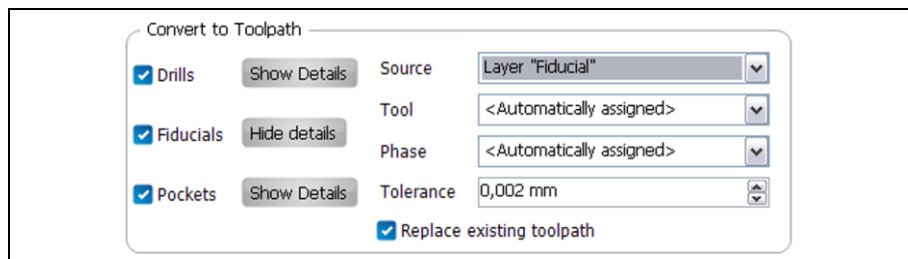 Convert to Toolpath
Drills Show Details Source Layer "Fiducial"
Tool <Automatically assigned>
Fiducials Hide details
Phase <Automatically assigned>
Pockets Show Details Tolerance 0,002 mm
Replace existing toolpath